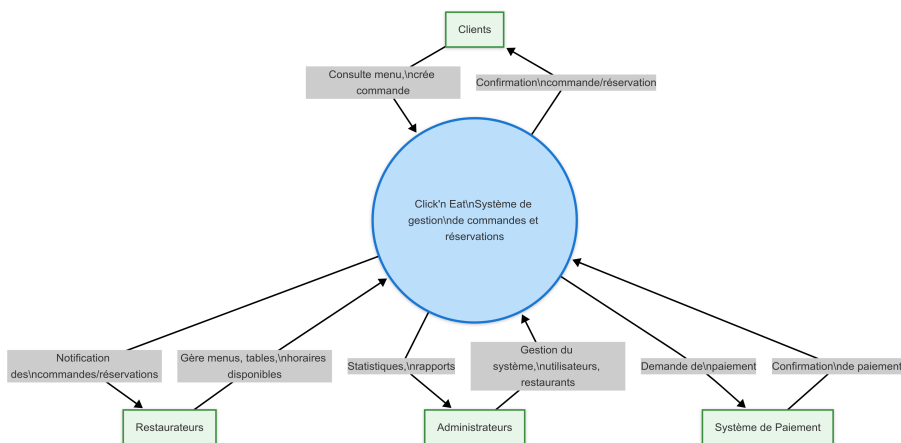 Clients
Consulte menu,\ncrée
commande
Confirmation\ncommande/réservation
Click'n Eat\nSystème de
gestion\nde commandes et
réservations
Notification
des\ncommandes/réservations
Gère menus, tables,\nhoraires
disponibles
Statistiques,\nrapports
Gestion du
système,\nutilisateurs,
restaurants
Demande de\npaiement
Confirmation\nde paiement
Restaurateurs
Administrateurs
Système de Paiement